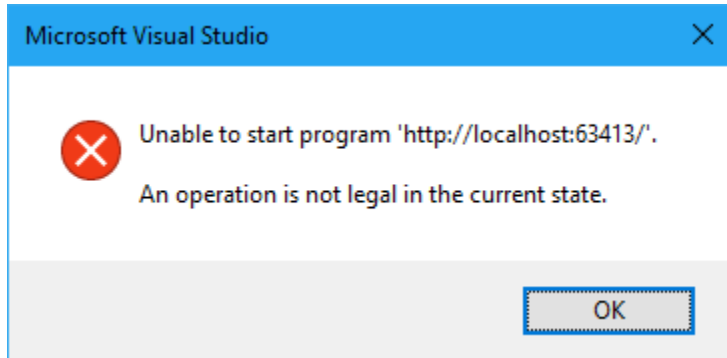 Microsoft Visual Studio
Unable to start program 'http://localhost:63413/'.
An operation is not legal in the current state.
OK